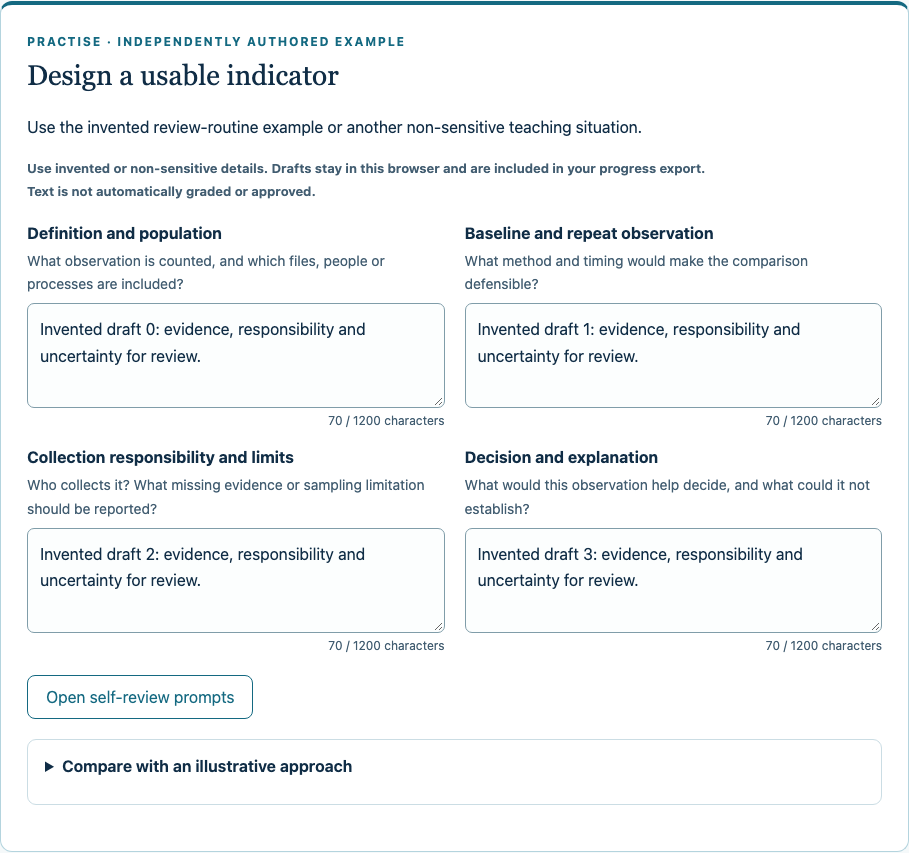 PRACTISE · INDEPENDENTLY AUTHORED EXAMPLE
Design a usable indicator
Use the invented review-routine example or another non-sensitive teaching situation.
Use invented or non-sensitive details. Drafts stay in this browser and are included in your progress export.
Text is not automatically graded or approved.
Definition and population
What observation is counted, and which files, people or
processes are included?
Invented draft 0: evidence, responsibility and
uncertainty for review.
70 / 1200 characters
Baseline and repeat observation
What method and timing would make the comparison
defensible?
Invented draft 1: evidence, responsibility and
uncertainty for review.
70 / 1200 characters
Collection responsibility and limits
Who collects it? What missing evidence or sampling limitation
should be reported?
Invented draft 2: evidence, responsibility and
uncertainty for review.
70 / 1200 characters
Decision and explanation
What would this observation help decide, and what could it not
establish?
Invented draft 3: evidence, responsibility and
uncertainty for review.
70 / 1200 characters
Open self-review prompts
Compare with an illustrative approach